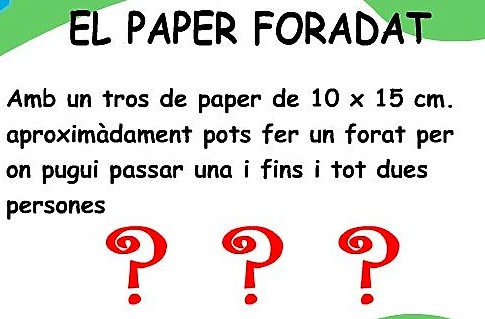 EL PAPER FORADAT
Amb un tros de paper de 10 x 15 cm.
aproximàdament pots fer un forat per
on pugui passar una i fins i tot dues
persones
? ? ?